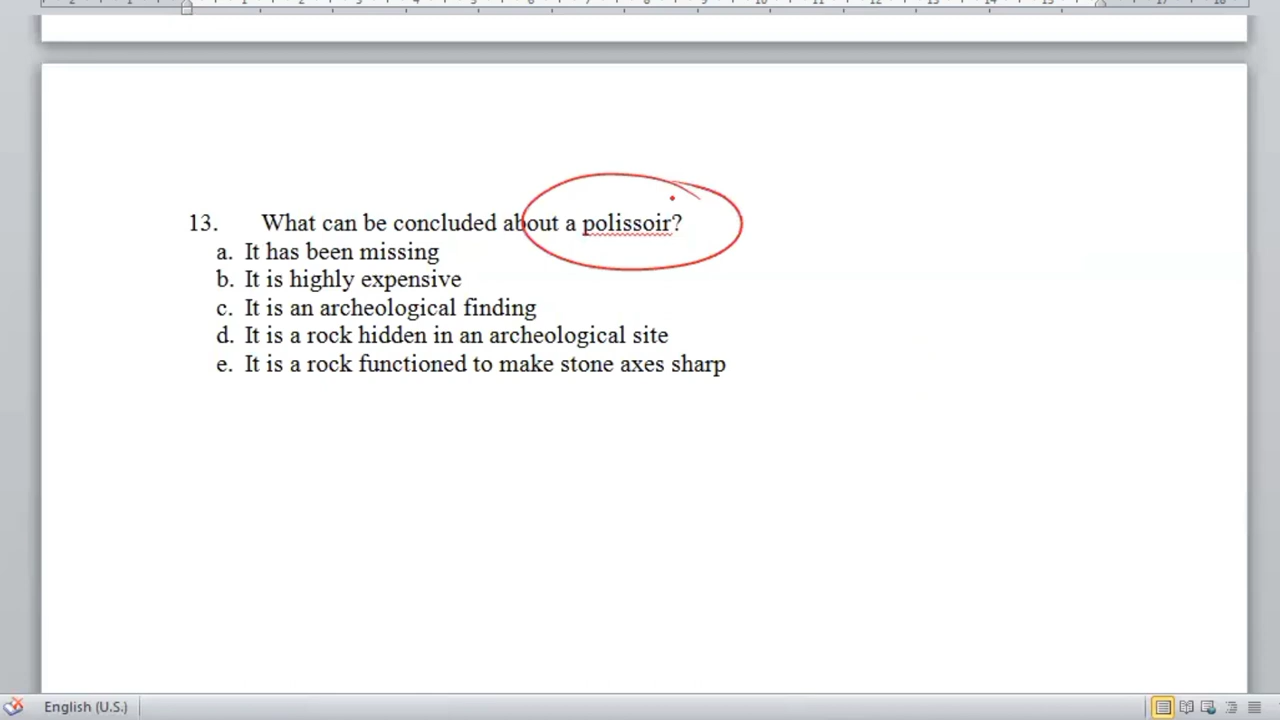 13. What can be concluded about a polissoir?
a. It has been missing
b. It is highly expensive
c. It is an archeological finding
d. It is a rock hidden in an archeological site
e. It is a rock functioned to make stone axes sharp
English (U.S.)